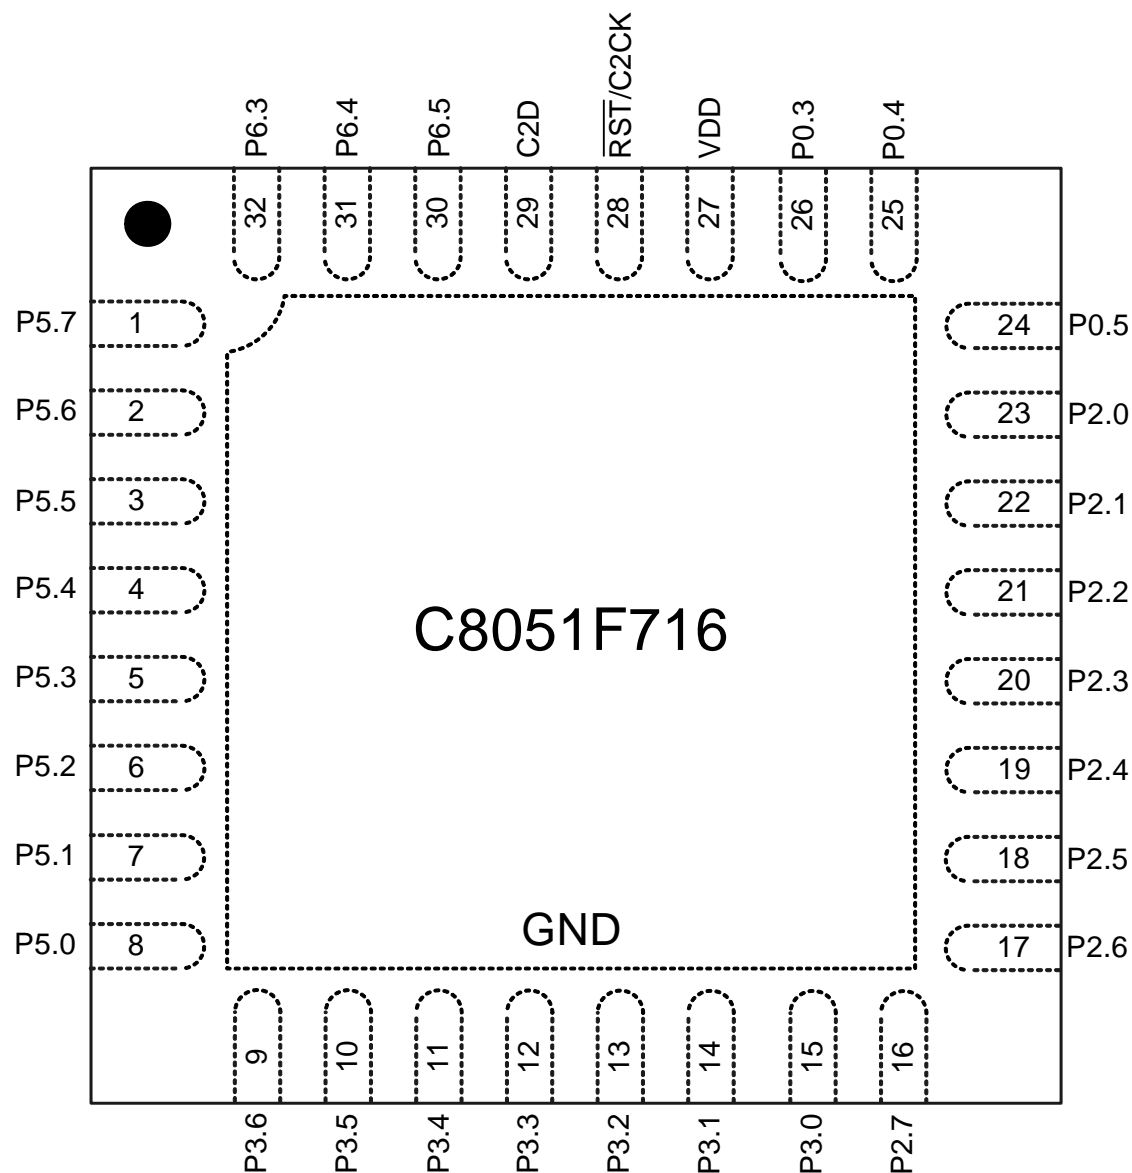 P6.3 P6.4 P6.5 C2D R̅S̅T̅/C2CK VDD P0.3 P0.4
32 31 30 29 28 27 26 25
P5.7 1 24 P0.5
P5.6 2 23 P2.0
P5.5 3 22 P2.1
P5.4 4 21 P2.2
C8051F716
P5.3 5 20 P2.3
P5.2 6 19 P2.4
P5.1 7 18 P2.5
GND
P5.0 8 17 P2.6
9 10 11 12 13 14 15 16
P3.6 P3.5 P3.4 P3.3 P3.2 P3.1 P3.0 P2.7